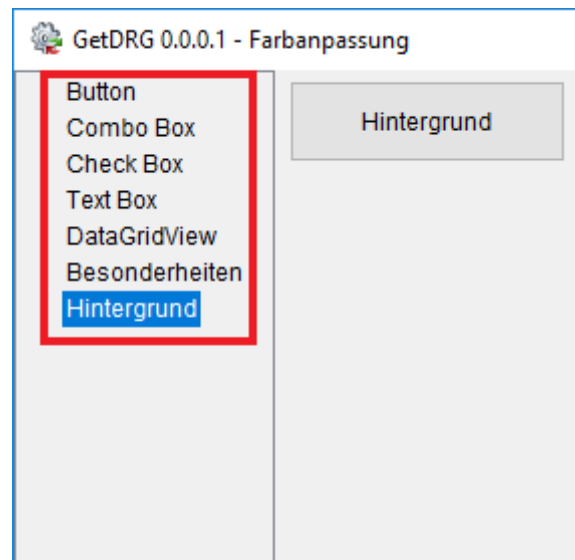 GetDRG 0.0.0.1 - Farbanpassung
Button
Combo Box
Check Box
Text Box
DataGridView
Besonderheiten
Hintergrund
Hintergrund